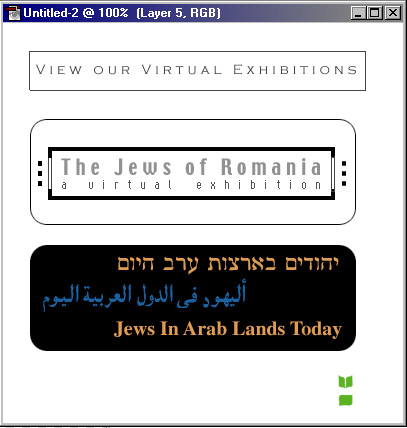 Untitled-2 @ 100% (Layer 5, RGB)
VIEW OUR VIRTUAL EXHIBITIONS
The Jews of Romania
a virtual exhibition
יהודים בארצות ערב היום
أليهود في الدول العربية اليوم
Jews In Arab Lands Today